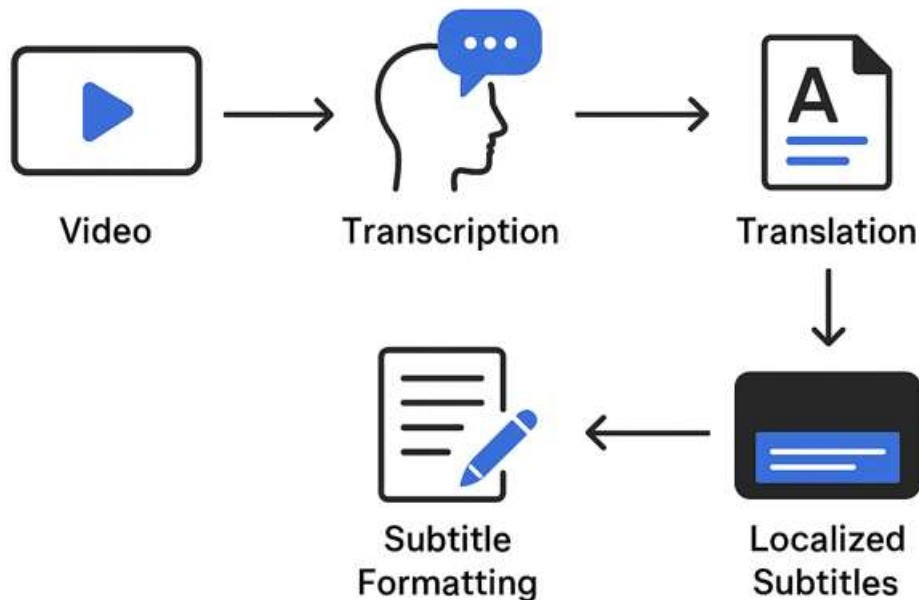 Video
Transcription
A
Translation
Subtitle
Formatting
Localized
Subtitles